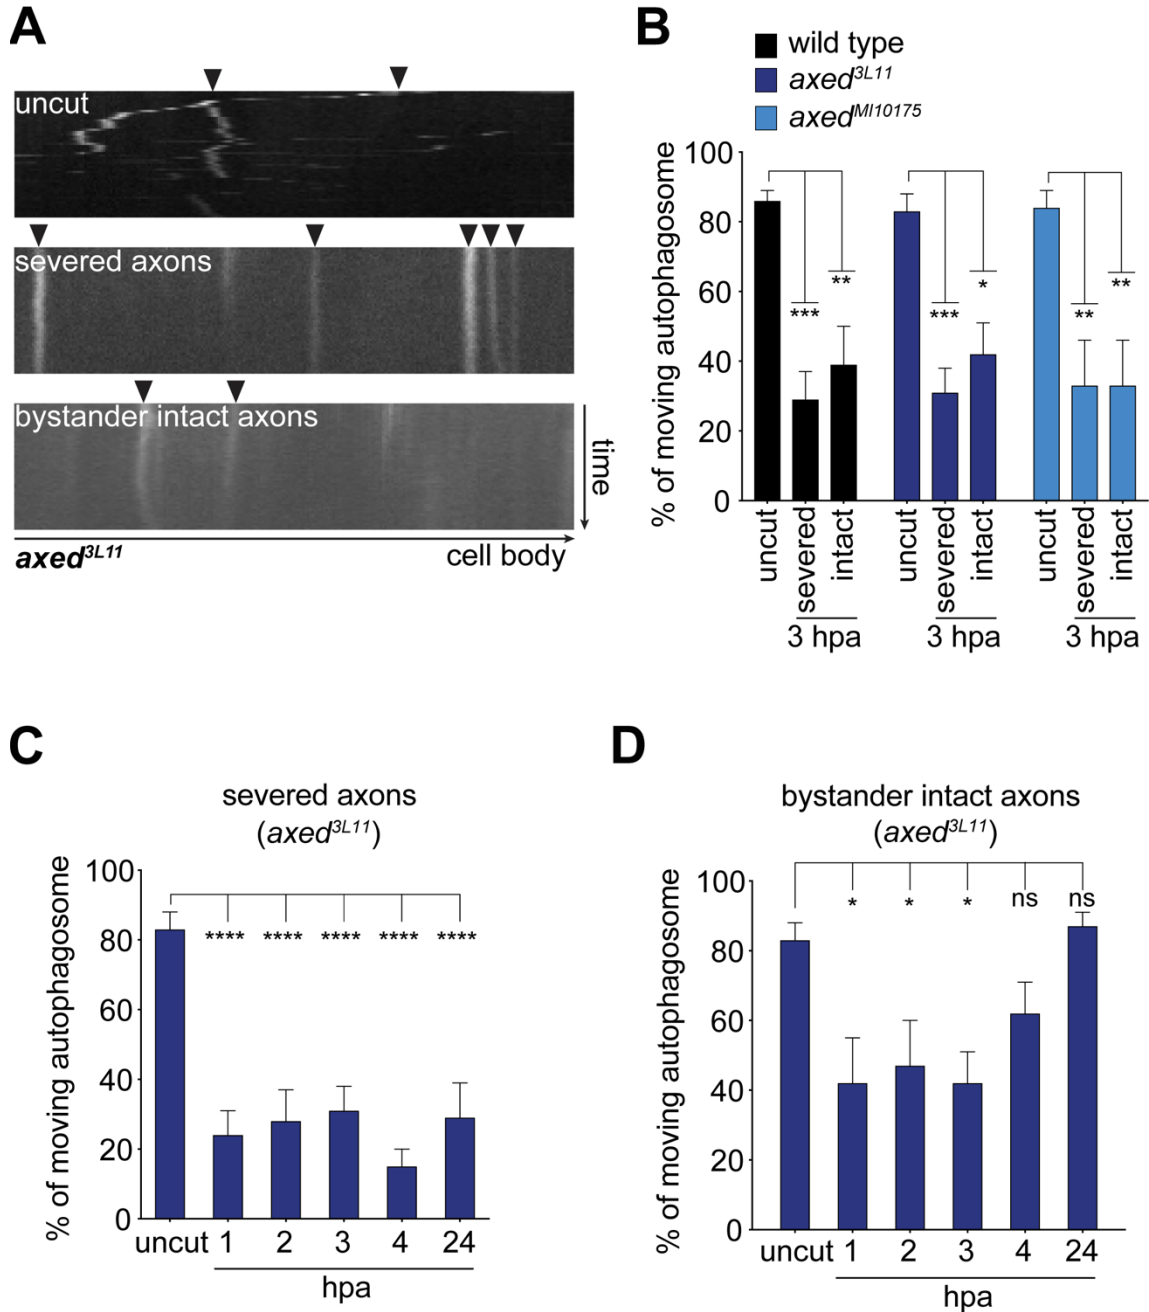 A
uncut
severed axons
bystander intact axons
time
axed3L11
cell body
B
wild type
axed3L11
axedMI10175
% of moving autophagosome
100
80
60
40
20
0
*** ** *** * ** **
uncut severed intact uncut severed intact uncut severed intact
3 hpa 3 hpa 3 hpa
C
severed axons
(axed3L11)
% of moving autophagosome
100
80
60
40
20
0
**** **** **** **** ****
uncut 1 2 3 4 24
hpa
D
bystander intact axons
(axed3L11)
% of moving autophagosome
100
80
60
40
20
0
* * * ns ns
uncut 1 2 3 4 24
hpa